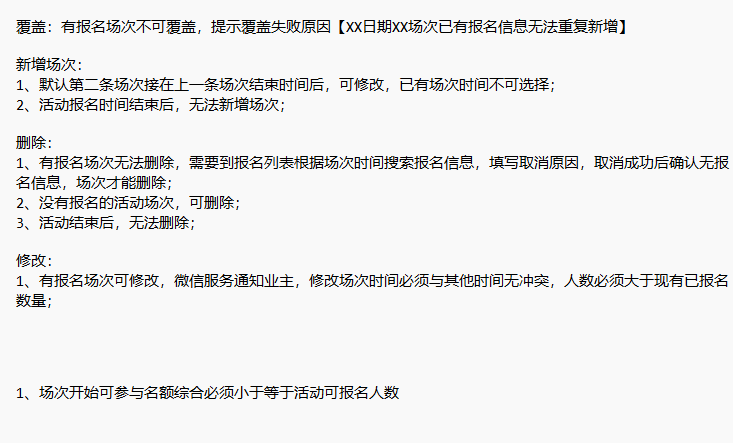 覆盖：有报名场次不可覆盖，提示覆盖失败原因【XX日期XX场次已有报名信息无法重复新增】
新增场次：
1、默认第二条场次接在上一条场次结束时间后，可修改，已有场次时间不可选择；
2、活动报名时间结束后，无法新增场次；
删除：
1、有报名场次无法删除，需要到报名列表根据场次时间搜索报名信息，填写取消原因，取消成功后确认无报
名信息，场次才能删除；
2、没有报名的活动场次，可删除；
3、活动结束后，无法删除；
修改：
1、有报名场次可修改，微信服务通知业主，修改场次时间必须与其他时间无冲突，人数必须大于现有已报名
数量；
1、场次开始可参与名额综合必须小于等于活动可报名人数